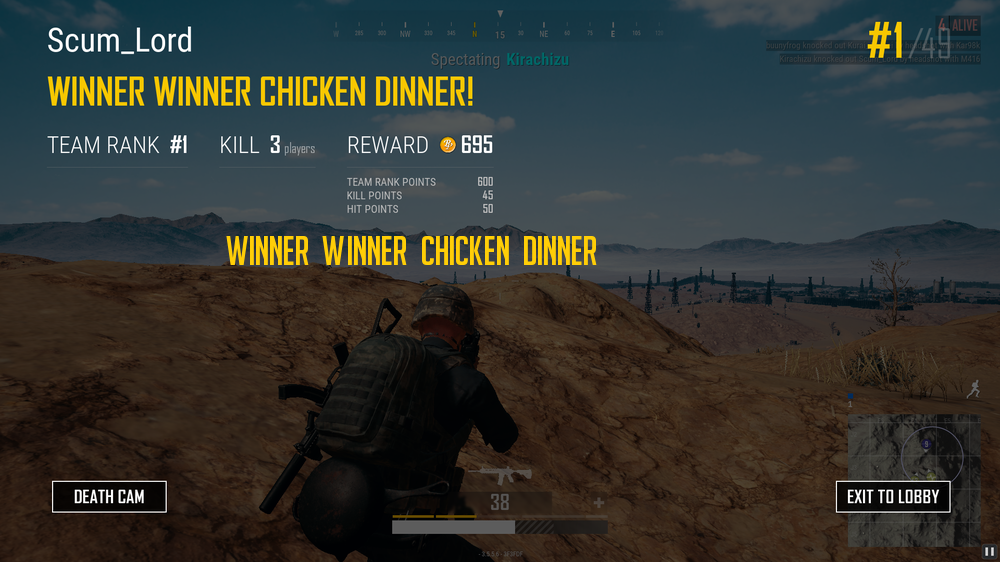 Scum_Lord
#1/49
4 ALIVE
NW
N
15
NE
E
Spectating Kirachizu
WINNER WINNER CHICKEN DINNER!
TEAM RANK #1 KILL 3 players REWARD 695
TEAM RANK POINTS 600
KILL POINTS 45
HIT POINTS 50
WINNER WINNER CHICKEN DINNER
1
38
DEATH CAM
EXIT TO LOBBY